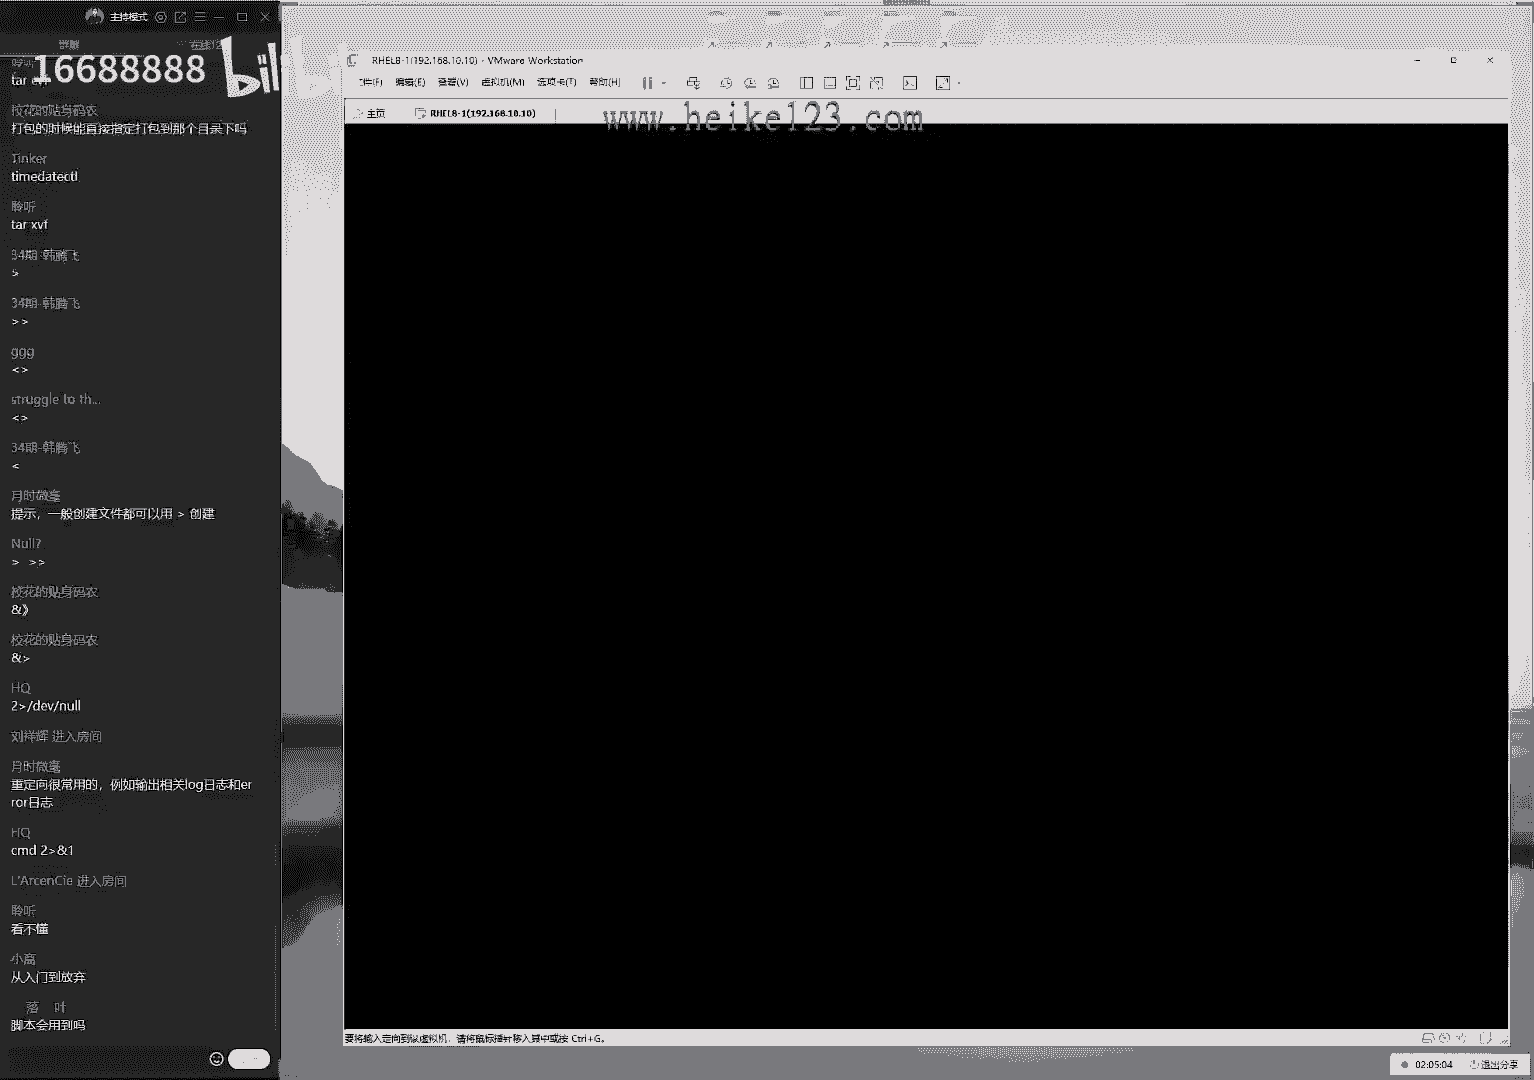 主持模式
16688888
bil
tar
校花的贴身码农
打包的时候能直接指定打包到那个目录下吗
Tinker
timedatectl
聆听
tar xvf
34期-韩腾飞
>
34期-韩腾飞
>>
ggg
<>
struggle to th...
<>
34期-韩腾飞
<
月时微毫
提示，一般创建文件都可以用 > 创建
Null?
> >>
校花的贴身码农
&》
校花的贴身码农
&>
HQ
2>/dev/null
刘祥辉 进入房间
月时微毫
重定向很常用的，例如输出相关log日志和er
ror日志
HQ
cmd 2>&1
L'ArcenCie 进入房间
聆听
看不懂
小窝
从入门到放弃
落 叶
脚本会用到吗
RHEL8-1(192.168.10.10) - VMware Workstation
件(F) 编辑(E) 查看(V) 虚拟机(M) 选项卡(T) 帮助(H)
主页 RHEL8-1(192.168.10.10)
www.heike123.com
要将输入定向到该虚拟机，请将鼠标指针移入其中或按 Ctrl+G。
02:05:04 退出分享